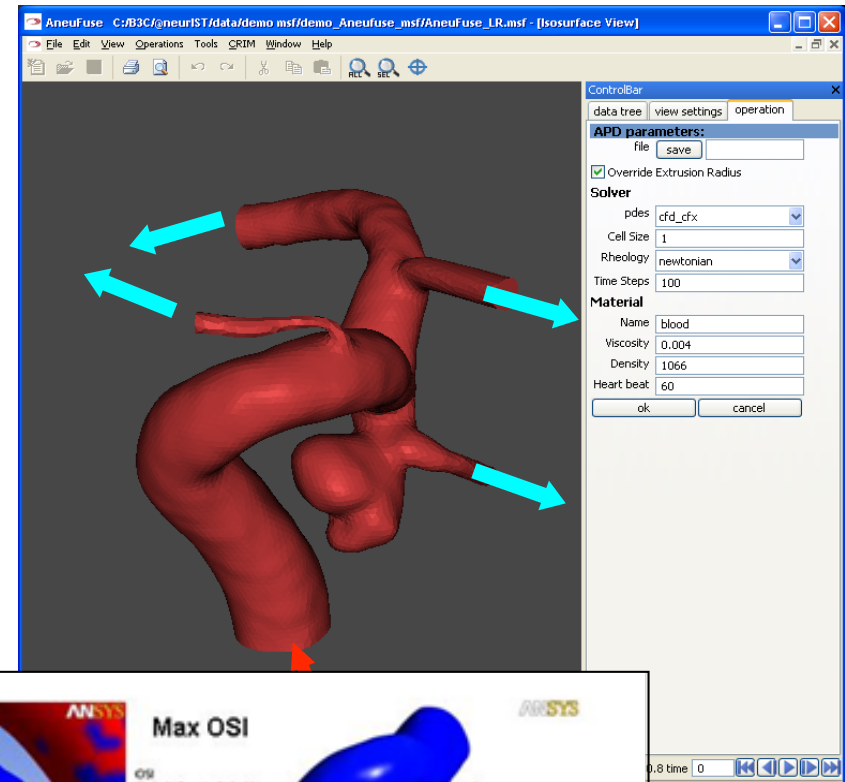 AneuFuse C:/B3C/@neurIST/data/demo msf/demo_Aneufuse_msf/AneuFuse_LR.msf - [Isosurface View]
File Edit View Operations Tools CRIM Window Help
ALL SEL
ControlBar
data tree view settings operation
APD parameters:
file save
Override Extrusion Radius
Solver
pdes cfd_cfx
Cell Size 1
Rheology newtonian
Time Steps 100
Material
Name blood
Viscosity 0.004
Density 1066
Heart beat 60
ok cancel
ANSYS
Max OSI
ANSYS
OSI
0.8 time 0